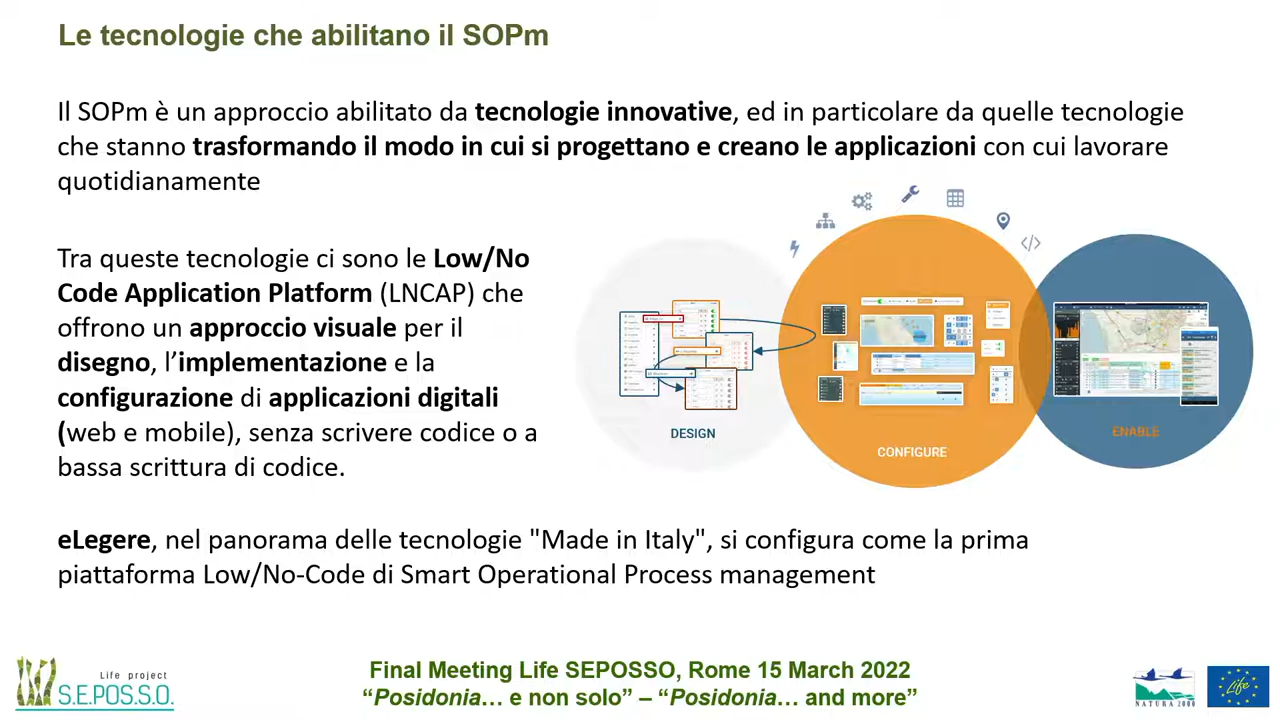 Le tecnologie che abilitano il SOPm
Il SOPm è un approccio abilitato da tecnologie innovative, ed in particolare da quelle tecnologie
che stanno trasformando il modo in cui si progettano e creano le applicazioni con cui lavorare
quotidianamente
Tra queste tecnologie ci sono le Low/No
Code Application Platform (LNCAP) che
offrono un approccio visuale per il
disegno, l’implementazione e la
configurazione di applicazioni digitali
(web e mobile), senza scrivere codice o a
bassa scrittura di codice.
DESIGN
CONFIGURE
ENABLE
eLegere, nel panorama delle tecnologie "Made in Italy", si configura come la prima
piattaforma Low/No-Code di Smart Operational Process management
Life project
S.E.POS.S.O.
Final Meeting Life SEPOSSO, Rome 15 March 2022
“Posidonia… e non solo” – “Posidonia… and more”
NATURA 2000
Life